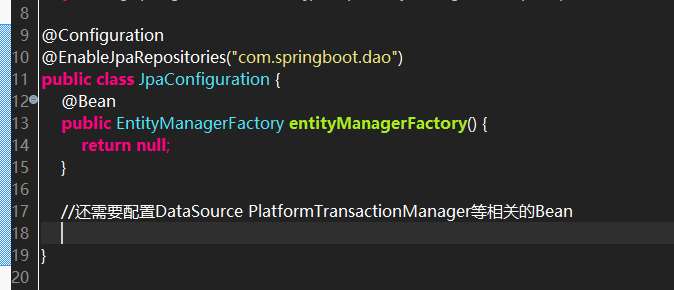 8
9 @Configuration
10 @EnableJpaRepositories("com.springboot.dao")
11 public class JpaConfiguration {
12 @Bean
13 public EntityManagerFactory entityManagerFactory() {
14 return null;
15 }
16
17 //还需要配置DataSource PlatformTransactionManager等相关的Bean
18
19 }
20